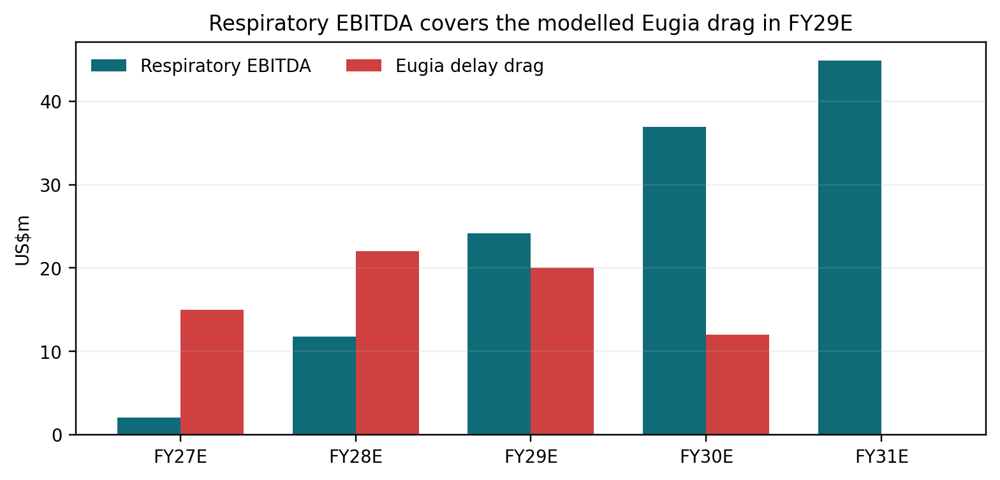 Respiratory EBITDA covers the modelled Eugia drag in FY29E
Respiratory EBITDA
Eugia delay drag
US$m
40
30
20
10
0
FY27E
FY28E
FY29E
FY30E
FY31E